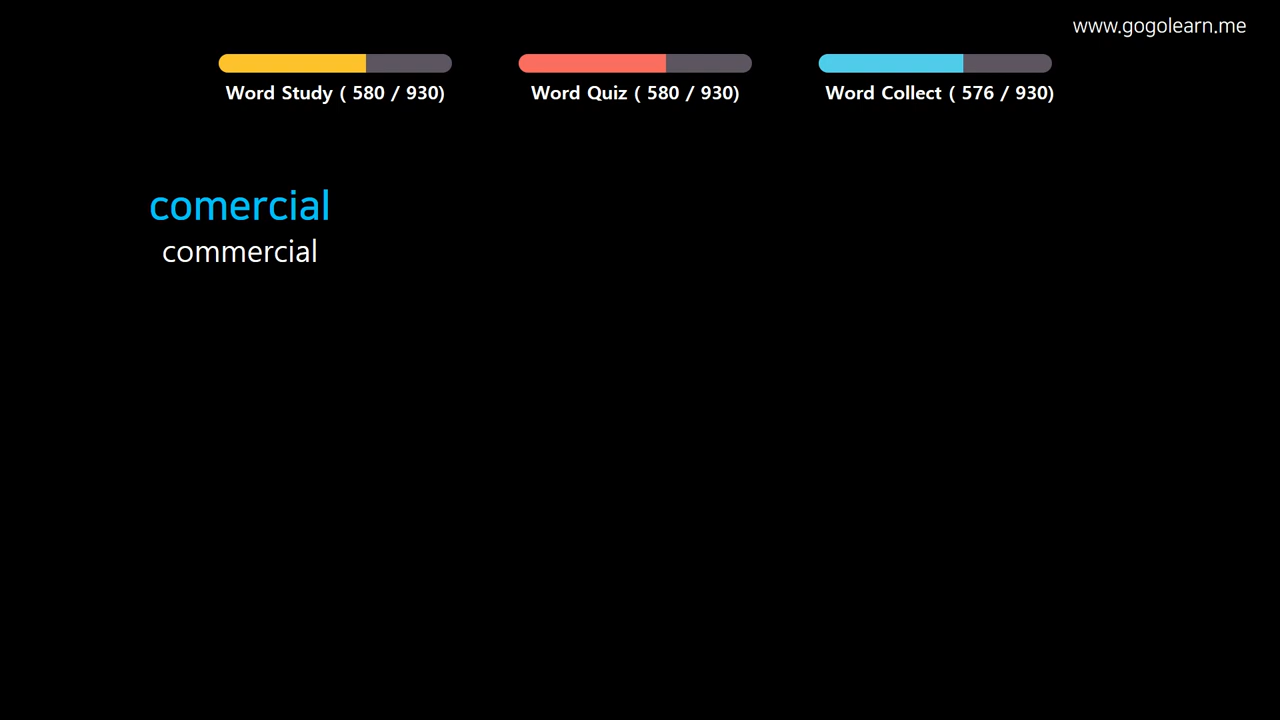 www.gogolearn.me
Word Study ( 580 / 930)
Word Quiz ( 580 / 930)
Word Collect ( 576 / 930)
comercial
commercial